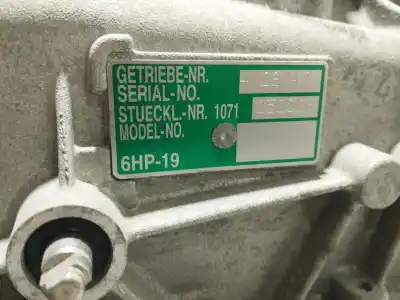 GETRIEBE-NR.
SERIAL-NO.
STUECKL.-NR. 1071
MODEL-NO.
6HP-19